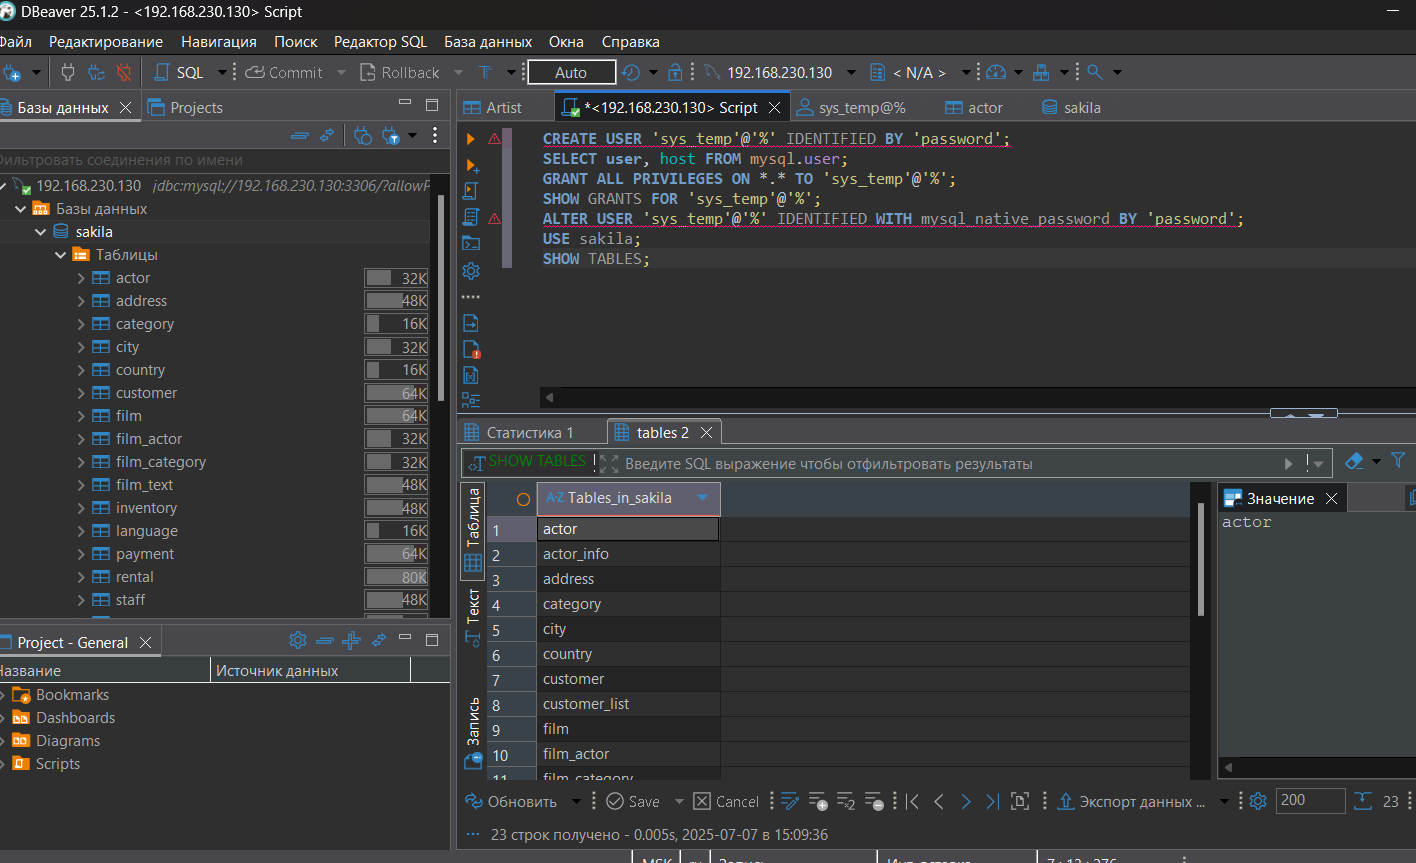 DBeaver 25.1.2 - <192.168.230.130> Script
Файл Редактирование Навигация Поиск Редактор SQL База данных Окна Справка
SQL Commit Rollback Auto 192.168.230.130 < N/A >
Базы данных Projects
Artist *<192.168.230.130> Script sys_temp@% actor sakila
Фильтровать соединения по имени
192.168.230.130 jdbc:mysql://192.168.230.130:3306/?allowP
Базы данных
sakila
Таблицы
actor 32K
address 48K
category 16K
city 32K
country 16K
customer 64K
film 64K
film_actor 32K
film_category 32K
film_text 48K
inventory 48K
language 16K
payment 64K
rental 80K
staff 48K
CREATE USER 'sys_temp'@'%' IDENTIFIED BY 'password';
SELECT user, host FROM mysql.user;
GRANT ALL PRIVILEGES ON *.* TO 'sys_temp'@'%';
SHOW GRANTS FOR 'sys_temp'@'%';
ALTER USER 'sys_temp'@'%' IDENTIFIED WITH mysql_native_password BY 'password';
USE sakila;
SHOW TABLES;
Project - General
Название Источник данных
Bookmarks
Dashboards
Diagrams
Scripts
Статистика 1 tables 2
SHOW TABLES Введите SQL выражение чтобы отфильтровать результаты
Таблица
Текст
Запись
A-Z Tables_in_sakila
1 actor
2 actor_info
3 address
4 category
5 city
6 country
7 customer
8 customer_list
9 film
10 film_actor
11 film_category
Значение
actor
Обновить Save Cancel Экспорт данных ... 200 23
23 строк получено - 0.005s, 2025-07-07 в 15:09:36
MSK ru Запись